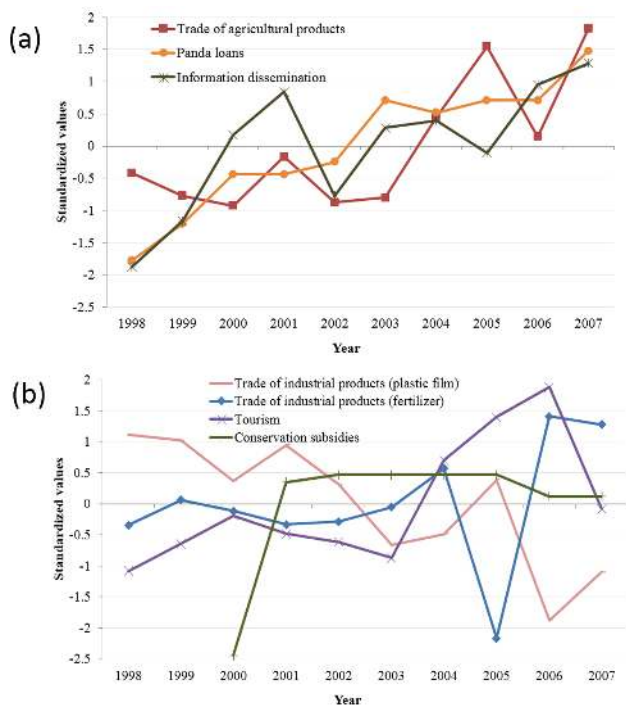 (a)
Trade of agricultural products
Panda loans
Information dissemination
Standardized values
2
1.5
1
0.5
0
-0.5
-1
-1.5
-2
-2.5
1998 1999 2000 2001 2002 2003 2004 2005 2006 2007
Year
(b)
Trade of industrial products (plastic film)
Trade of industrial products (fertilizer)
Tourism
Conservation subsidies
Standardized values
2
1.5
1
0.5
0
-0.5
-1
-1.5
-2
-2.5
1998 1999 2000 2001 2002 2003 2004 2005 2006 2007
Year